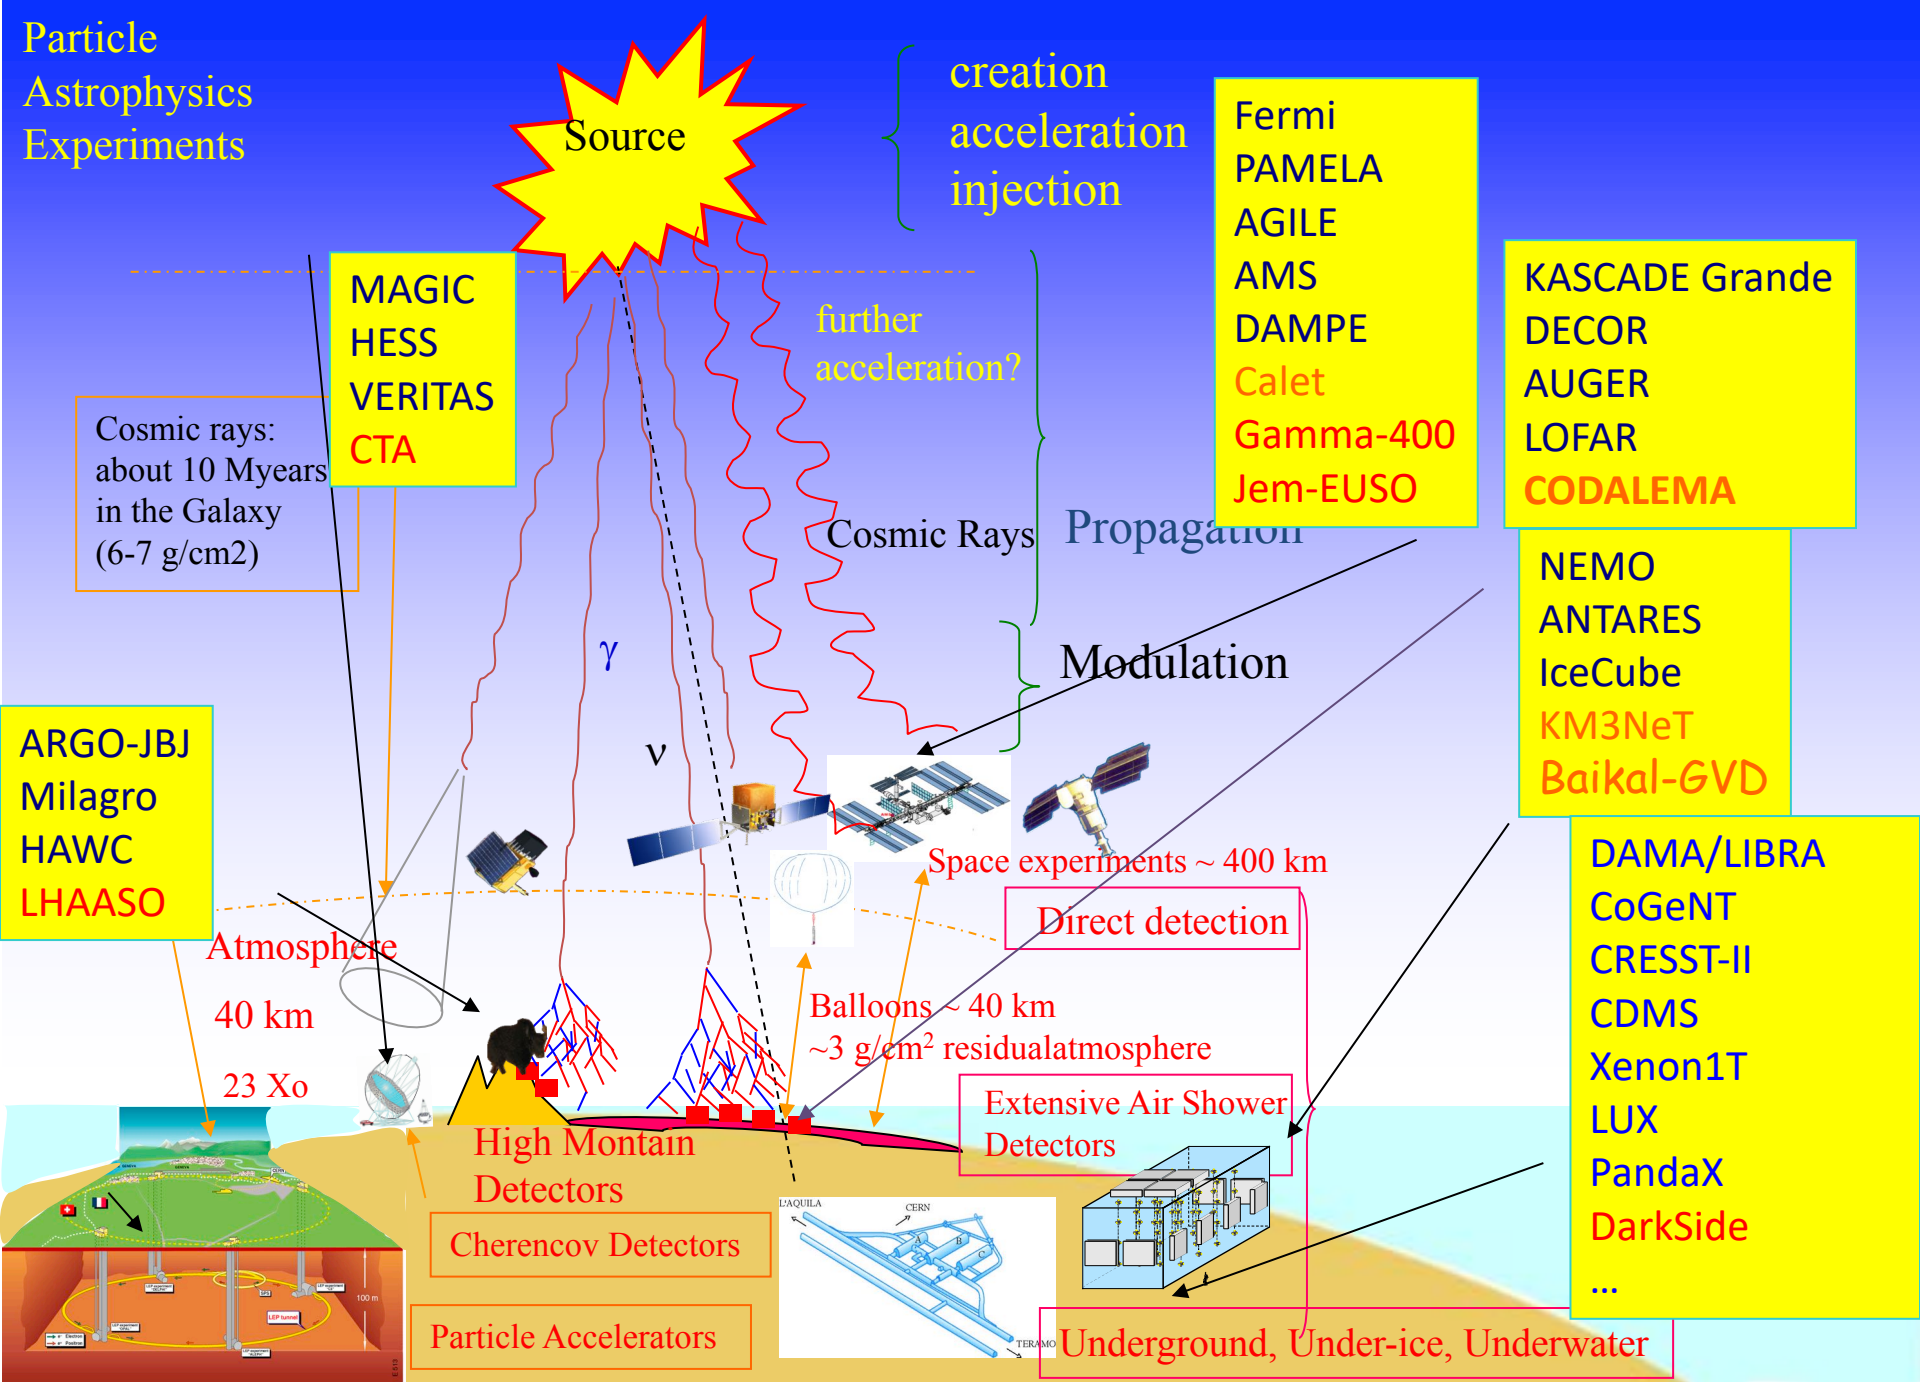 Particle
Astrophysics
Experiments
Source
creation
acceleration
injection
Fermi
PAMELA
AGILE
AMS
DAMPE
Calet
Gamma-400
Jem-EUSO
KASCADE Grande
DECOR
AUGER
LOFAR
CODALEMA
MAGIC
HESS
VERITAS
CTA
further
acceleration?
Cosmic rays:
about 10 Myears
in the Galaxy
(6-7 g/cm2)
Cosmic Rays
Propagation
NEMO
ANTARES
IceCube
KM3NeT
Baikal-GVD
γ
Modulation
ν
ARGO-JBJ
Milagro
HAWC
LHAASO
DAMA/LIBRA
CoGeNT
CRESST-II
CDMS
Xenon1T
LUX
PandaX
DarkSide
...
Space experiments ~ 400 km
Direct detection
Atmosphere
40 km
23 Xo
Balloons ~ 40 km
~3 g/cm² residualatmosphere
Extensive Air Shower
Detectors
High Montain
Detectors
Cherencov Detectors
Particle Accelerators
L'AQUILA
CERN
A
B
C
TERAMO
Underground, Under-ice, Underwater
100 m
LEP tunnel
Electron
Positron